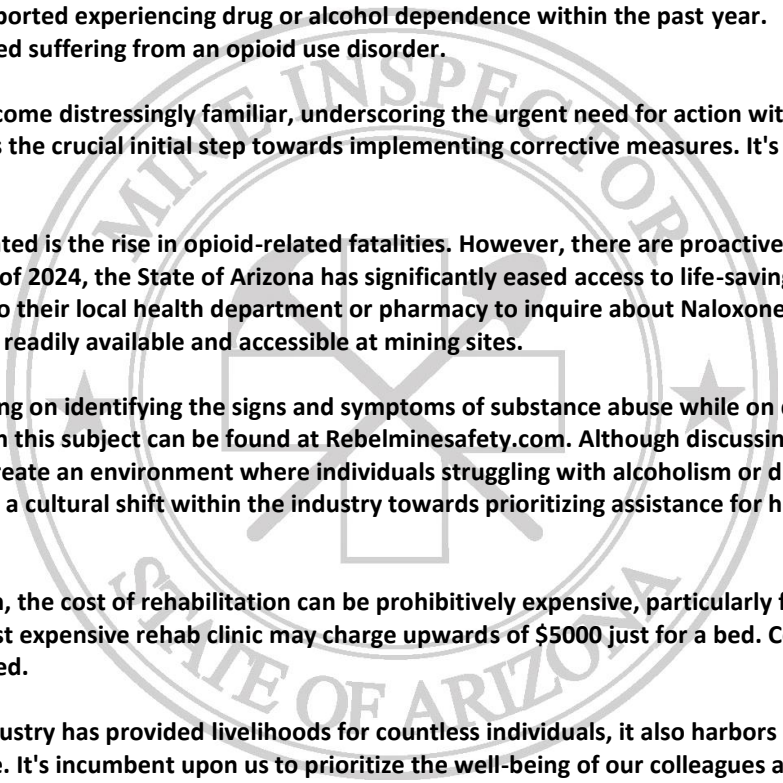 ported experiencing drug or alcohol dependence within the past year.
ed suffering from an opioid use disorder.
come distressingly familiar, underscoring the urgent need for action wit
s the crucial initial step towards implementing corrective measures. It's
ted is the rise in opioid-related fatalities. However, there are proactive
of 2024, the State of Arizona has significantly eased access to life-saving
o their local health department or pharmacy to inquire about Naloxone
readily available and accessible at mining sites.
ng on identifying the signs and symptoms of substance abuse while on
n this subject can be found at Rebelminesafety.com. Although discussin
reate an environment where individuals struggling with alcoholism or d
a cultural shift within the industry towards prioritizing assistance for h
, the cost of rehabilitation can be prohibitively expensive, particularly f
st expensive rehab clinic may charge upwards of $5000 just for a bed. C
ed.
ustry has provided livelihoods for countless individuals, it also harbors
e. It's incumbent upon us to prioritize the well-being of our colleagues a
MINE INSPECTOR
STATE OF ARIZONA